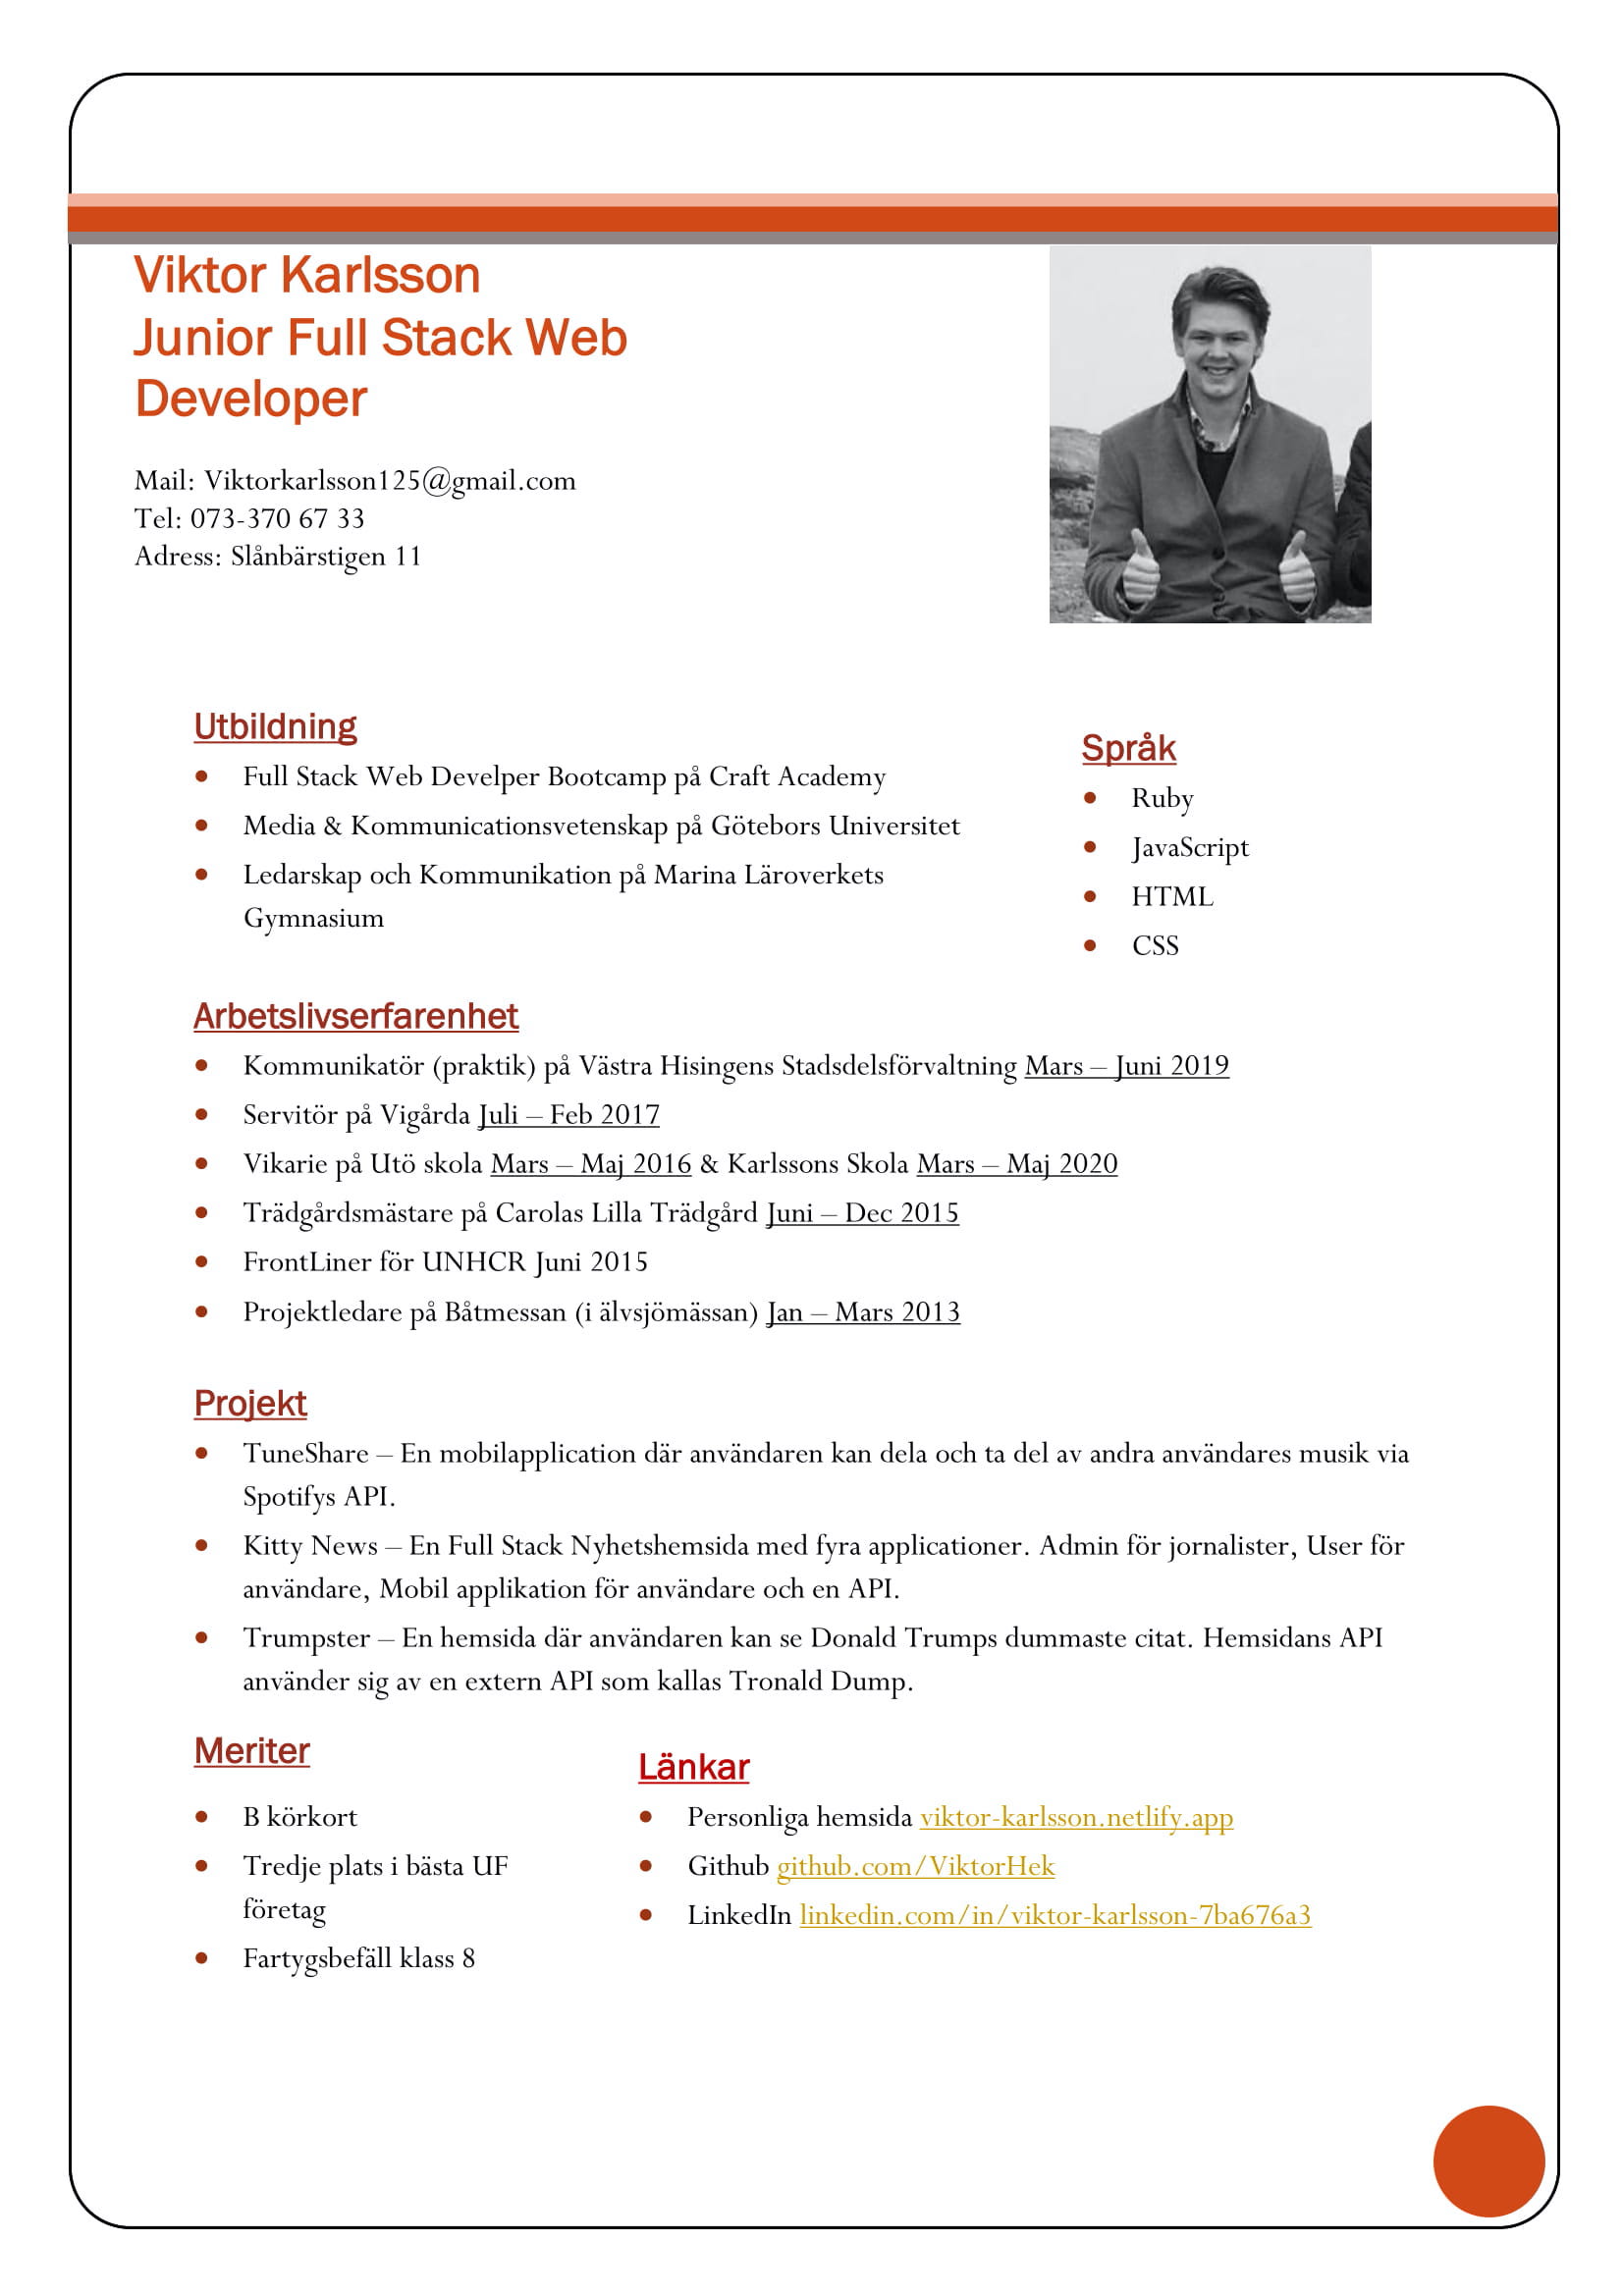 Viktor Karlsson
Junior Full Stack Web
Developer
Mail: Viktorkarlsson125@gmail.com
Tel: 073-370 67 33
Adress: Slånbärstigen 11
Utbildning
Full Stack Web Develper Bootcamp på Craft Academy
Media & Kommunicationsvetenskap på Götebors Universitet
Ledarskap och Kommunikation på Marina Läroverkets
Gymnasium
Språk
Ruby
JavaScript
HTML
CSS
Arbetslivserfarenhet
Kommunikatör (praktik) på Västra Hisingens Stadsdelsförvaltning Mars – Juni 2019
Servitör på Vigårda Juli – Feb 2017
Vikarie på Utö skola Mars – Maj 2016 & Karlssons Skola Mars – Maj 2020
Trädgårdsmästare på Carolas Lilla Trädgård Juni – Dec 2015
FrontLiner för UNHCR Juni 2015
Projektledare på Båtmessan (i älvsjömässan) Jan – Mars 2013
Projekt
TuneShare – En mobilapplication där användaren kan dela och ta del av andra användares musik via
Spotifys API.
Kitty News – En Full Stack Nyhetshemsida med fyra applicationer. Admin för jornalister, User för
användare, Mobil applikation för användare och en API.
Trumpster – En hemsida där användaren kan se Donald Trumps dummaste citat. Hemsidans API
använder sig av en extern API som kallas Tronald Dump.
Meriter
B körkort
Tredje plats i bästa UF
företag
Fartygsbefäll klass 8
Länkar
Personliga hemsida viktor-karlsson.netlify.app
Github github.com/ViktorHek
LinkedIn linkedin.com/in/viktor-karlsson-7ba676a3